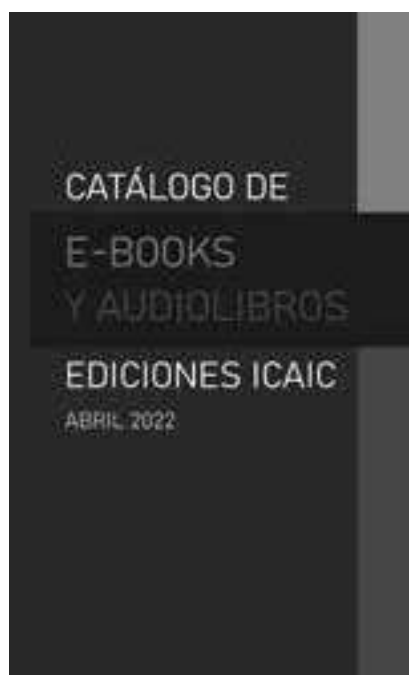 CATÁLOGO DE
E-BOOKS
Y AUDIOLIBROS
EDICIONES ICAIC
ABRIL 2022